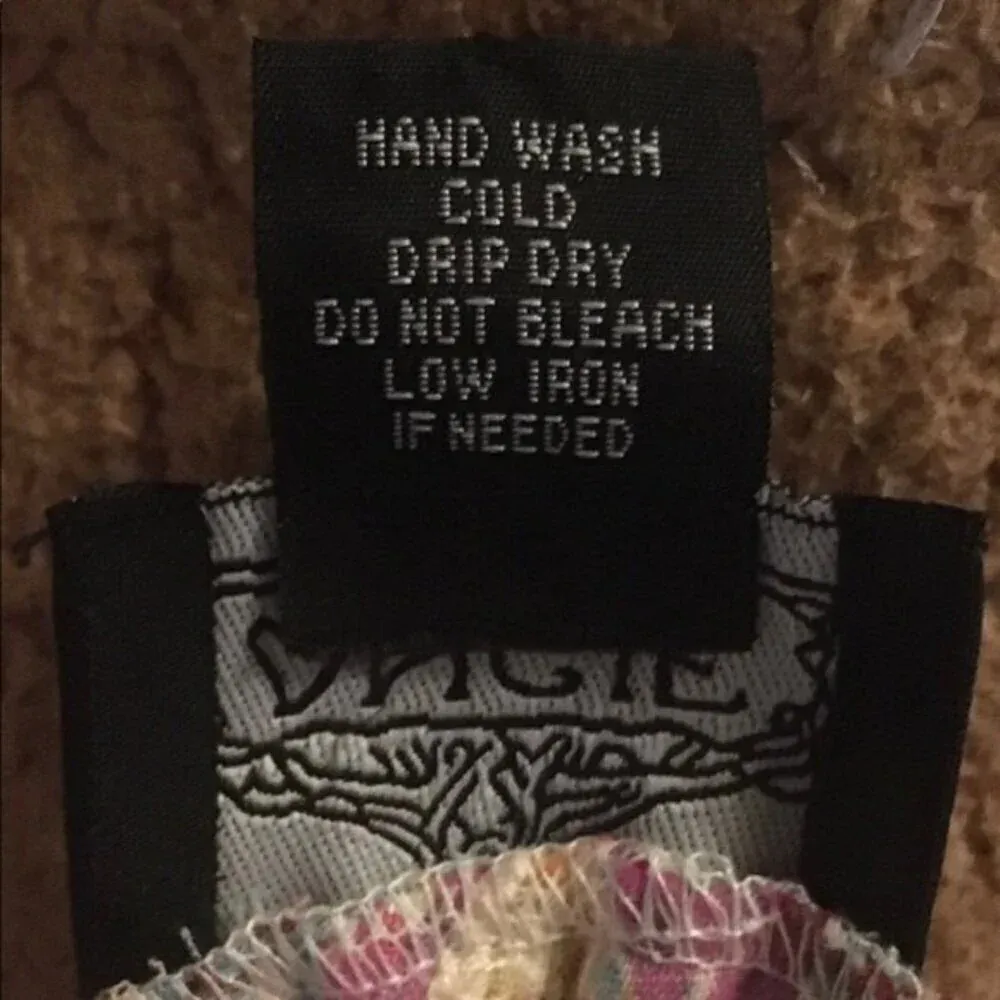 HAND WASH
COLD
DRIP DRY
DO NOT BLEACH
LOW IRON
IF NEEDED